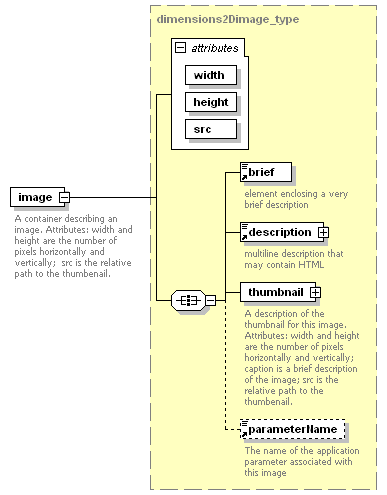 dimensions2Dimage_type
attributes
width
height
src
image
A container describing an
image. Attributes: width and
height are the number of
pixels horizontally and
vertically;  src is the relative
path to the thumbenail.
brief
element enclosing a very
brief description
description
multiline description that
may contain HTML
thumbnail
A description of the
thumbnail for this image.
Attributes: width and height
are the number of pixels
horizontally and vertically;
caption is a brief description
of the image; src is the
relative path to the
thumbenail.
parameterName
The name of the application
parameter associated with
this image